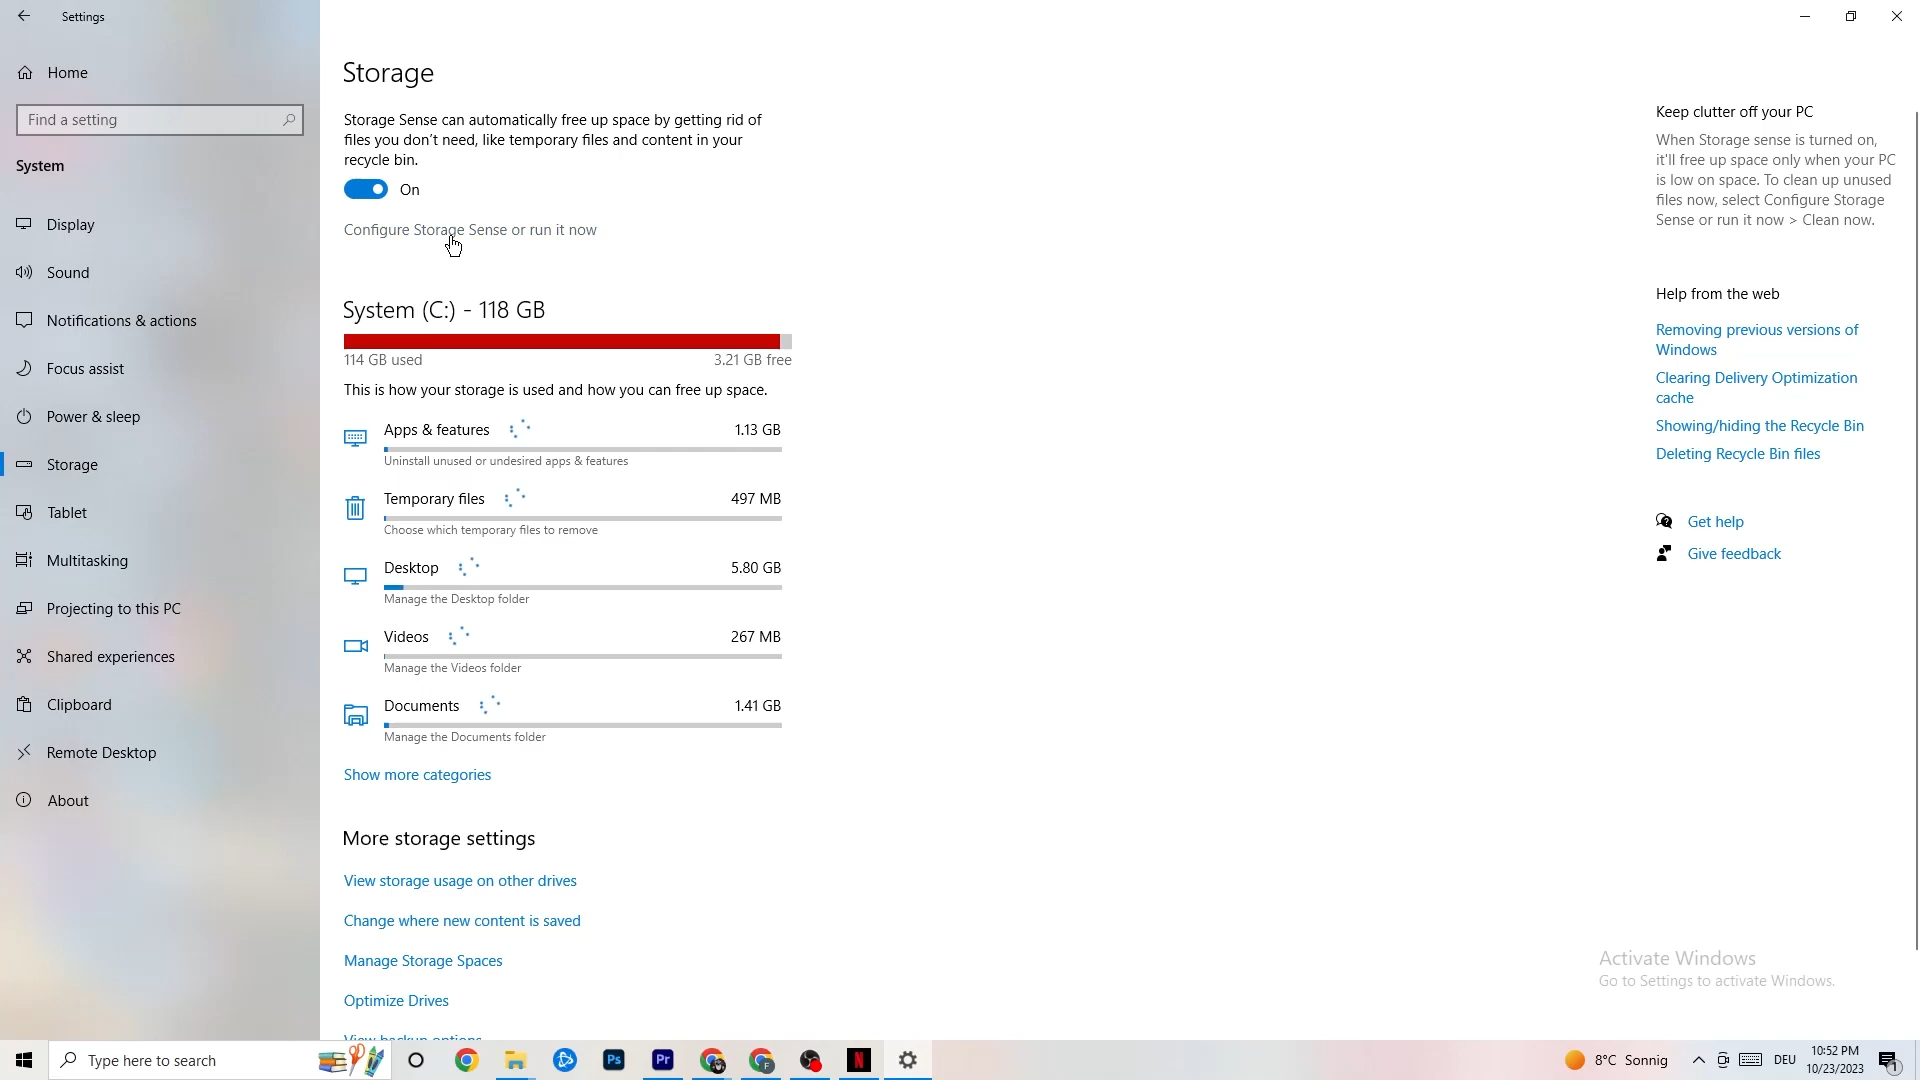 Settings
Home
Find a setting
System
Display
Sound
Notifications & actions
Focus assist
Power & sleep
Storage
Tablet
Multitasking
Projecting to this PC
Shared experiences
Clipboard
Remote Desktop
About
Storage
Storage Sense can automatically free up space by getting rid of
files you don't need, like temporary files and content in your
recycle bin.
On
Configure Storage Sense or run it now
System (C:) - 118 GB
114 GB used
3.21 GB free
This is how your storage is used and how you can free up space.
Apps & features
1.13 GB
Uninstall unused or undesired apps & features
Temporary files
497 MB
Choose which temporary files to remove
Desktop
5.80 GB
Manage the Desktop folder
Videos
267 MB
Manage the Videos folder
Documents
1.41 GB
Manage the Documents folder
Show more categories
More storage settings
View storage usage on other drives
Change where new content is saved
Manage Storage Spaces
Optimize Drives
View backup options
Keep clutter off your PC
When Storage sense is turned on,
it'll free up space only when your PC
is low on space. To clean up unused
files now, select Configure Storage
Sense or run it now > Clean now.
Help from the web
Removing previous versions of
Windows
Clearing Delivery Optimization
cache
Showing/hiding the Recycle Bin
Deleting Recycle Bin files
Get help
Give feedback
Activate Windows
Go to Settings to activate Windows.
Type here to search
Ps
Pr
F
N
8°C Sonnig
DEU
10:52 PM
10/23/2023
1